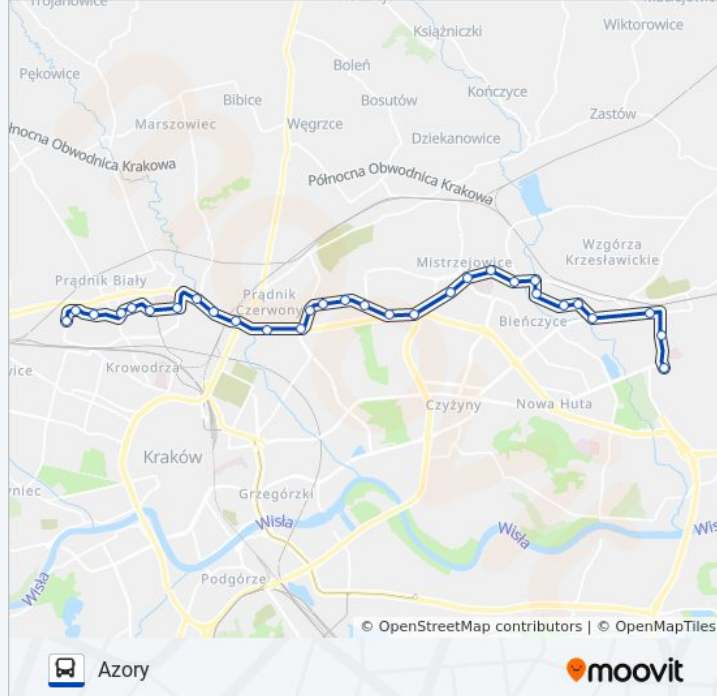 Trojanowice
Książniczki
Wiktorowice
Pękowice
Boleń
Kończyce
Bibice
Bosutów
Zastów
Marszowiec
Węgrzce
Dziekanowice
Północna Obwodnica Krakowa
Północna Obwodnica Krakowa
Wzgórza
Krzesławickie
Mistrzejowice
Prądnik Biały
Prądnik
Czerwony
Bieńczyce
Krowodrza
Czyżyny
Nowa Huta
Kraków
Grzegórzki
Wisła
Wisła
Wisła
Podgórze
Wisła
© OpenStreetMap contributors | © OpenMapTiles
Azory
moovit